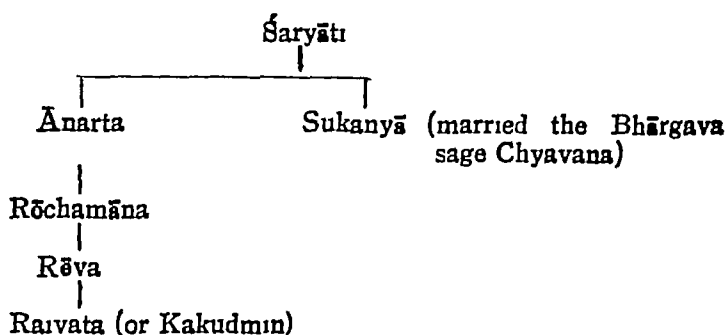 Śaryāti
Ānarta Sukanyā (married the Bhārgava
sage Chyavana)
Rōchamāna
Rēva
Raivata (or Kakudmin)